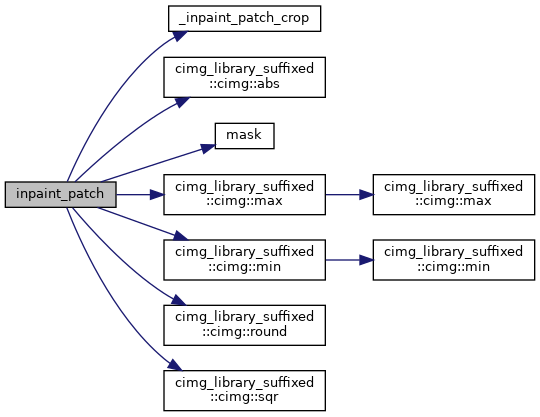 _inpaint_patch_crop
cimg_library_suffixed
::cimg::abs
mask
inpaint_patch
cimg_library_suffixed
::cimg::max
cimg_library_suffixed
::cimg::max
cimg_library_suffixed
::cimg::min
cimg_library_suffixed
::cimg::min
cimg_library_suffixed
::cimg::round
cimg_library_suffixed
::cimg::sqr